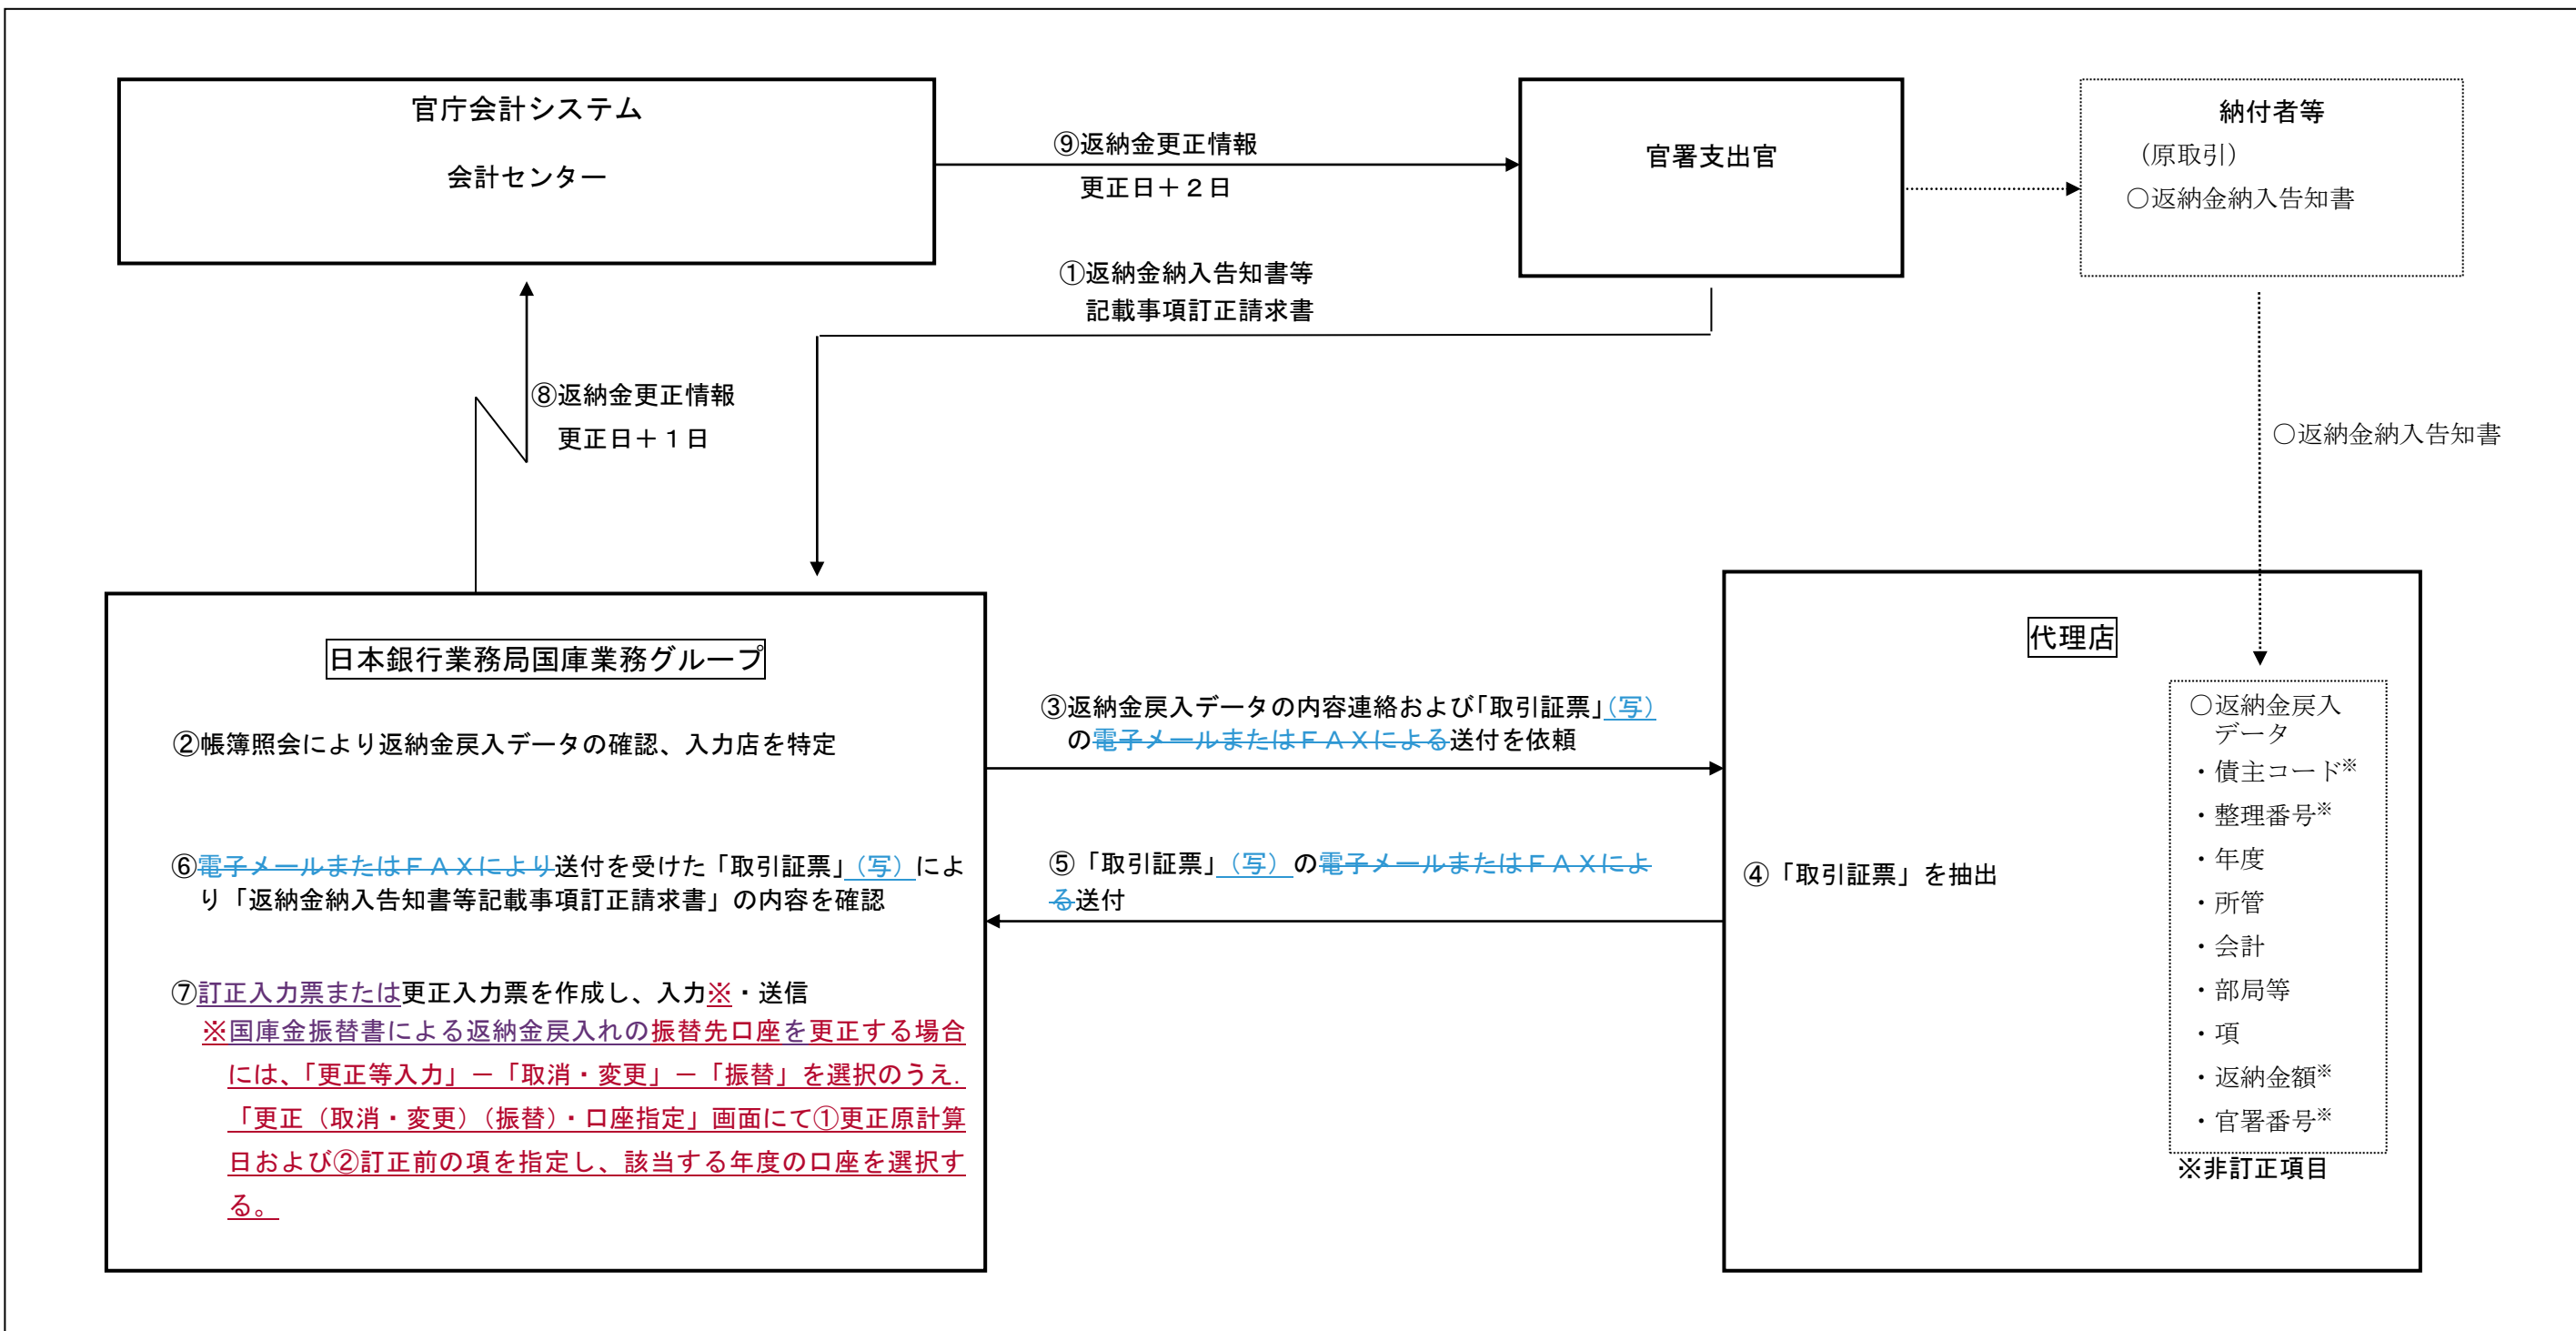 官庁会計システム
会計センター
⑨返納金更正情報
更正日＋２日
官署支出官
納付者等
（原取引）
○返納金納入告知書
①返納金納入告知書等
記載事項訂正請求書
⑧返納金更正情報
更正日＋１日
○返納金納入告知書
日本銀行業務局国庫業務グループ
②帳簿照会により返納金戻入データの確認、入力店を特定
⑥電子メールまたはＦＡＸにより送付を受けた「取引証票」（写）によ
り「返納金納入告知書等記載事項訂正請求書」の内容を確認
⑦訂正入力票または更正入力票を作成し、入力※・送信
※国庫金振替書による返納金戻入れの振替先口座を更正する場合
には、「更正等入力」－「取消・変更」－「振替」を選択のうえ.
「更正（取消・変更）（振替）・口座指定」画面にて①更正原計算
日および②訂正前の項を指定し、該当する年度の口座を選択す
る。
③返納金戻入データの内容連絡および「取引証票」（写）
の電子メールまたはＦＡＸによる送付を依頼
⑤「取引証票」（写）の電子メールまたはＦＡＸによ
る送付
代理店
④「取引証票」を抽出
○返納金戻入
データ
・債主コード※
・整理番号※
・年度
・所管
・会計
・部局等
・項
・返納金額※
・官署番号※
※非訂正項目